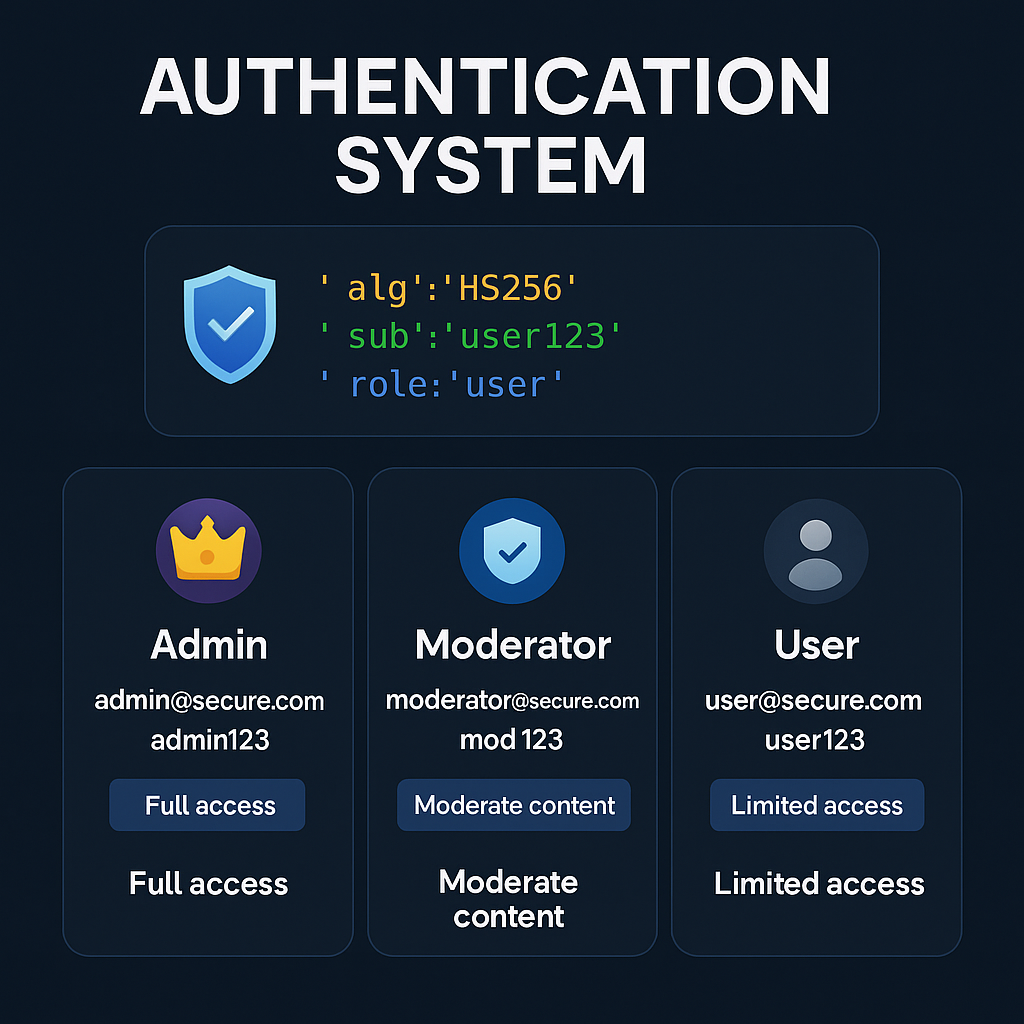 AUTHENTICATION
SYSTEM
' alg':'HS256'
' sub':'user123'
' role:'user'
Admin
admin@secure.com
admin123
Full access
Full access
Moderator
moderator@secure.com
mod 123
Moderate content
Moderate
content
User
user@secure.com
user123
Limited access
Limited access